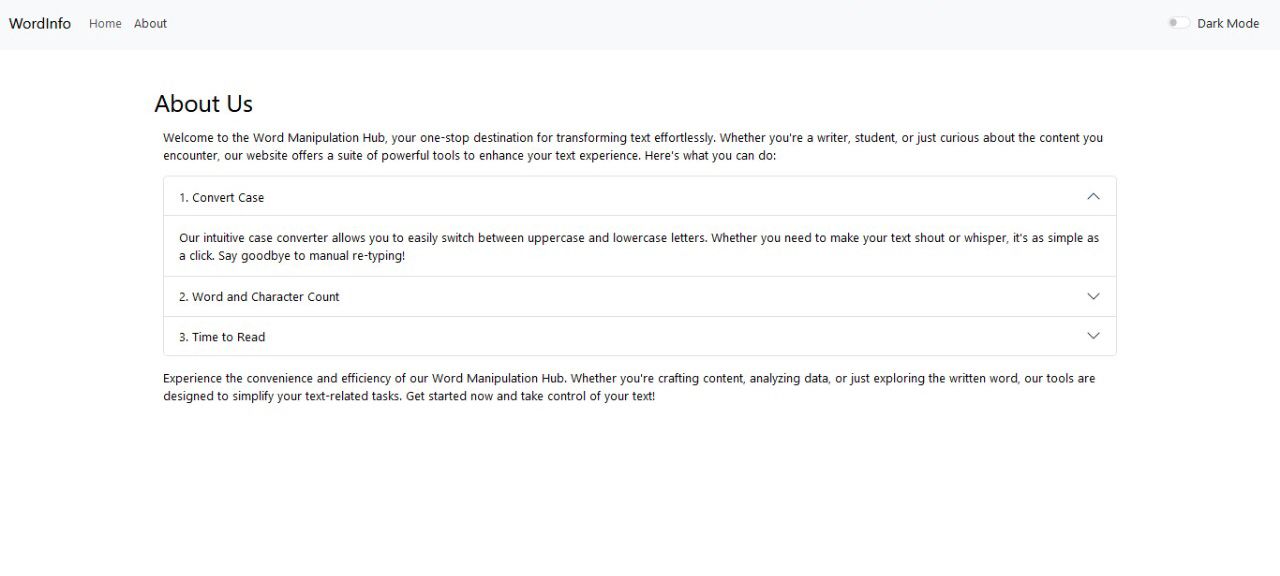 WordInfo Home About Dark Mode
About Us
Welcome to the Word Manipulation Hub, your one-stop destination for transforming text effortlessly. Whether you're a writer, student, or just curious about the content you
encounter, our website offers a suite of powerful tools to enhance your text experience. Here's what you can do:
1. Convert Case
Our intuitive case converter allows you to easily switch between uppercase and lowercase letters. Whether you need to make your text shout or whisper, it's as simple as
a click. Say goodbye to manual re-typing!
2. Word and Character Count
3. Time to Read
Experience the convenience and efficiency of our Word Manipulation Hub. Whether you're crafting content, analyzing data, or just exploring the written word, our tools are
designed to simplify your text-related tasks. Get started now and take control of your text!